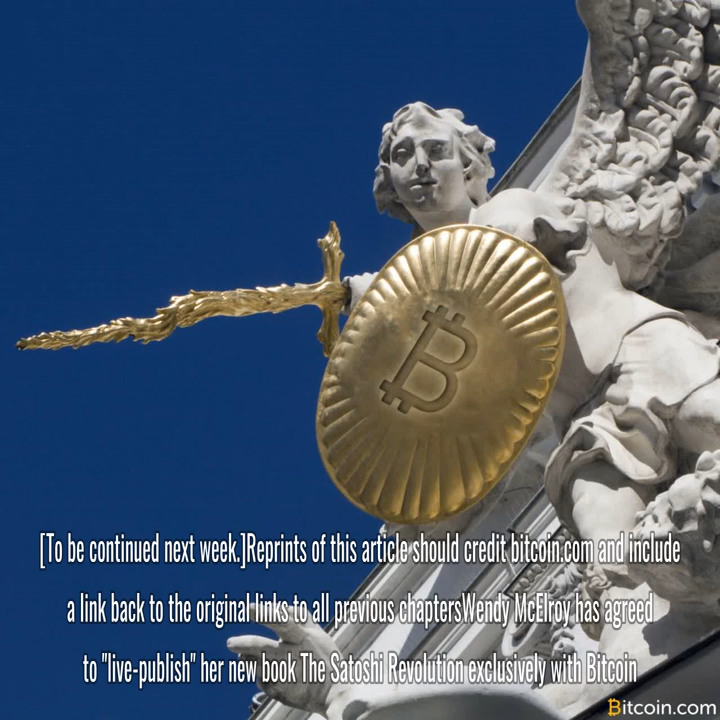 [To be continued next week.]Reprints of this article should credit bitcoin.com and include
a link back to the original links to all previous chaptersWendy McElroy has agreed
to "live-publish" her new book The Satoshi Revolution exclusively with Bitcoin
Bitcoin.com